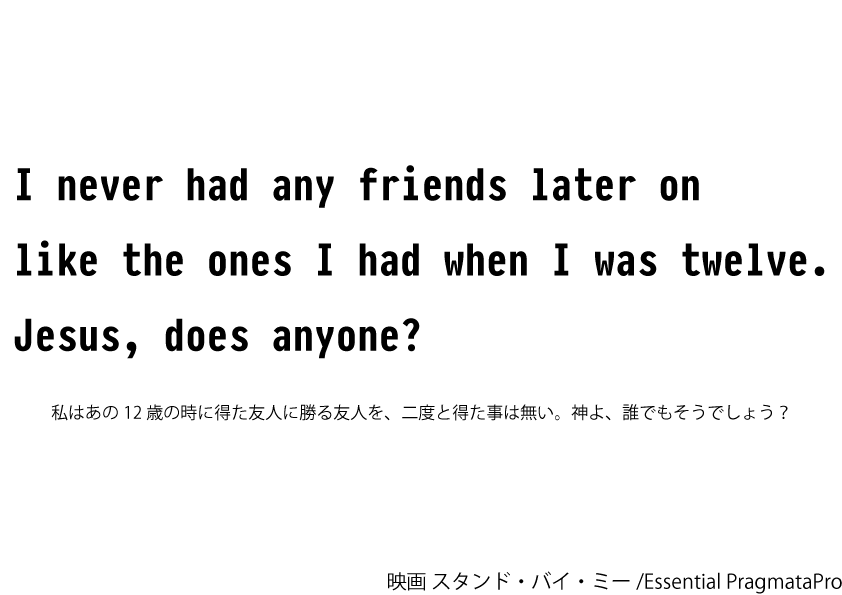 I never had any friends later on
like the ones I had when I was twelve.
Jesus, does anyone?
私はあの 12 歳の時に得た友人に勝る友人を、二度と得た事は無い。神よ、誰でもそうでしょう？
映画 スタンド・バイ・ミー /Essential PragmataPro